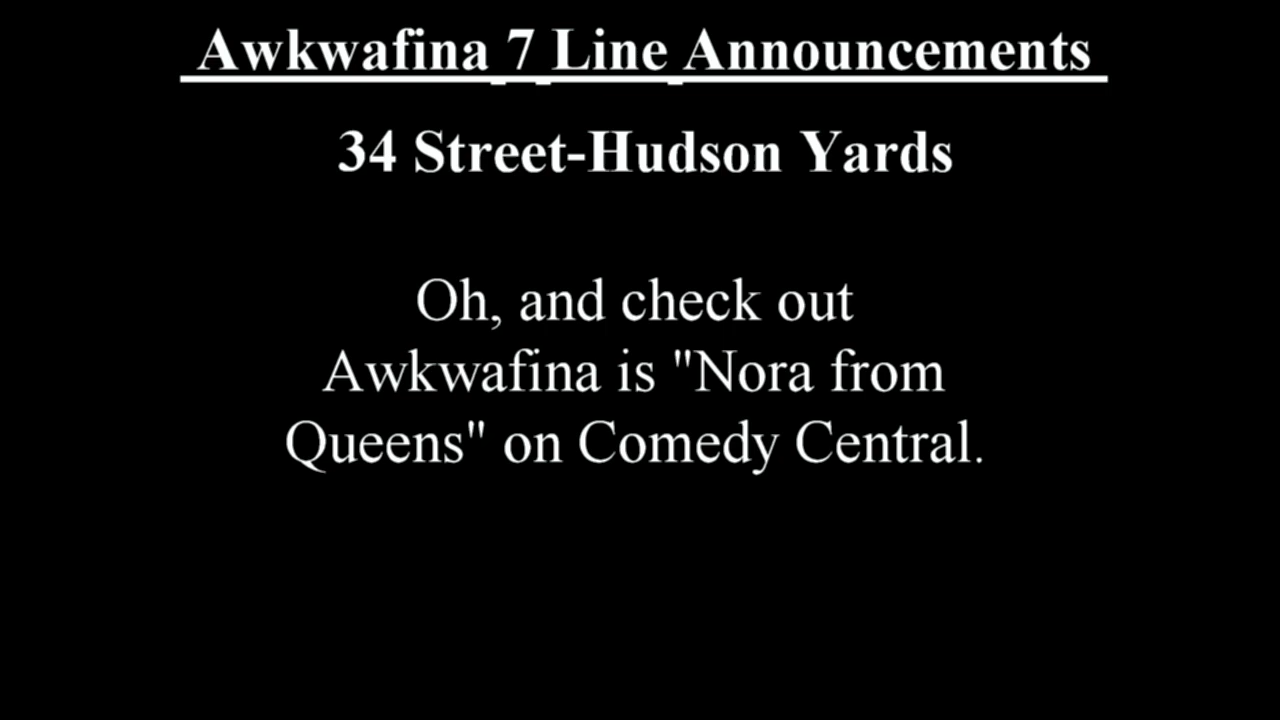 Awkwafina 7 Line Announcements
34 Street-Hudson Yards
Oh, and check out
Awkwafina is "Nora from
Queens" on Comedy Central.